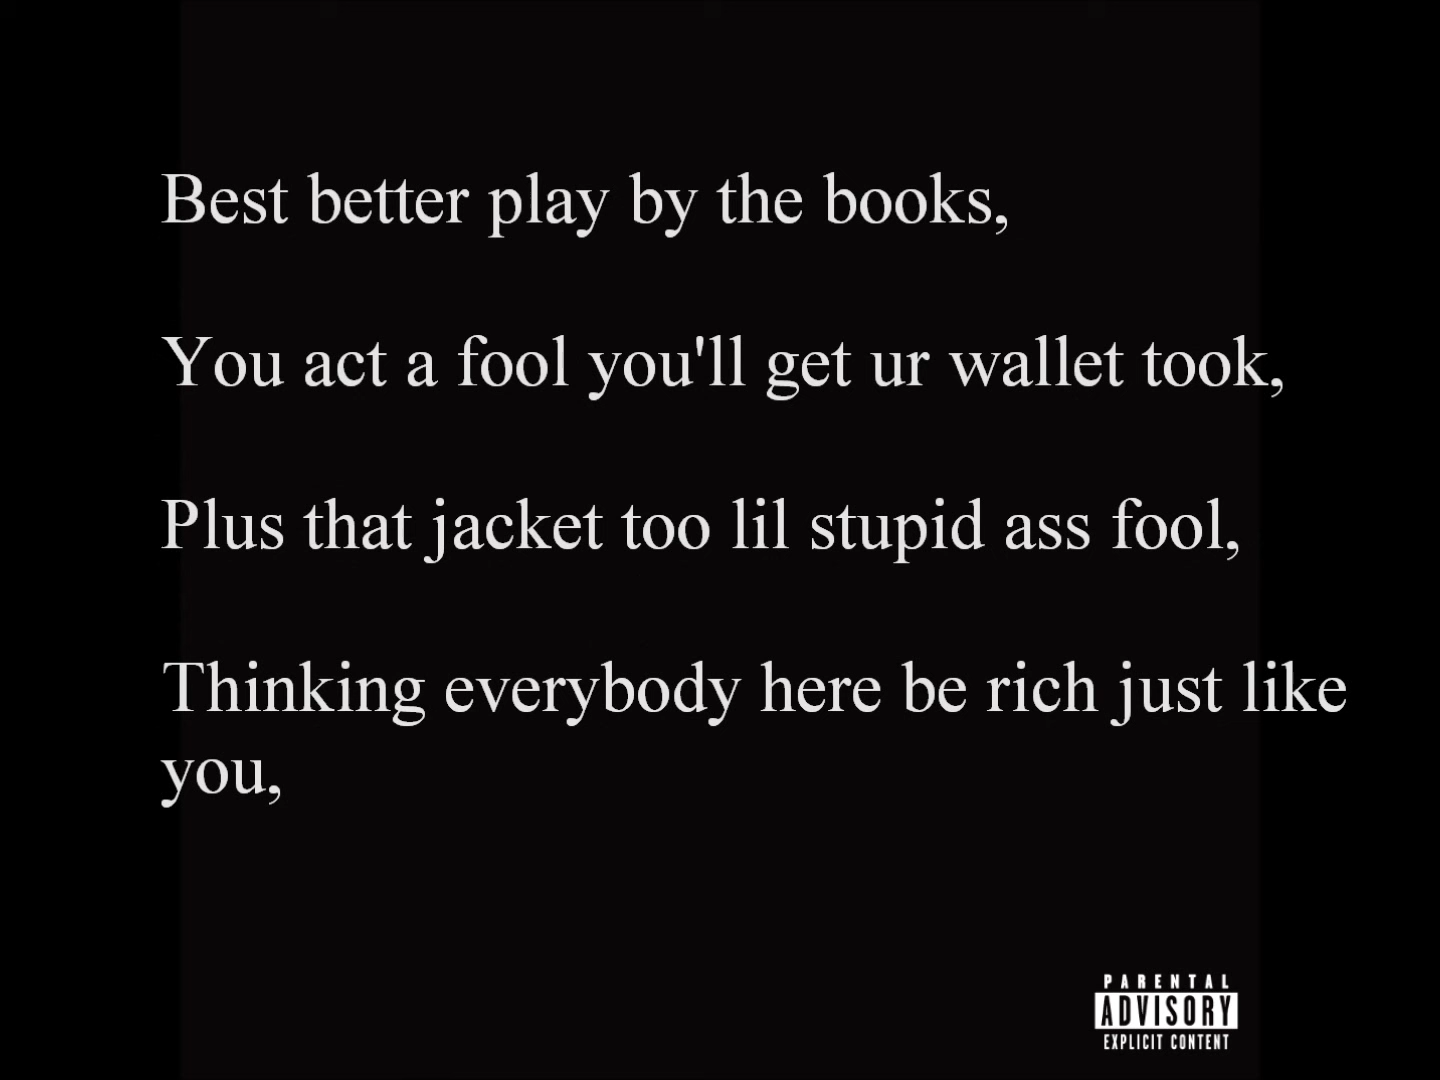 Best better play by the books,
You act a fool you'll get ur wallet took,
Plus that jacket too lil stupid ass fool,
Thinking everybody here be rich just like
you,
PARENTAL
ADVISORY
EXPLICIT CONTENT